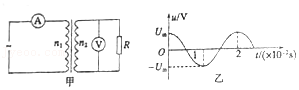 A
n₁
n₂
V
R
甲
u/V
Uₘ
O
1
2
t/(×10⁻²s)
-Uₘ
乙